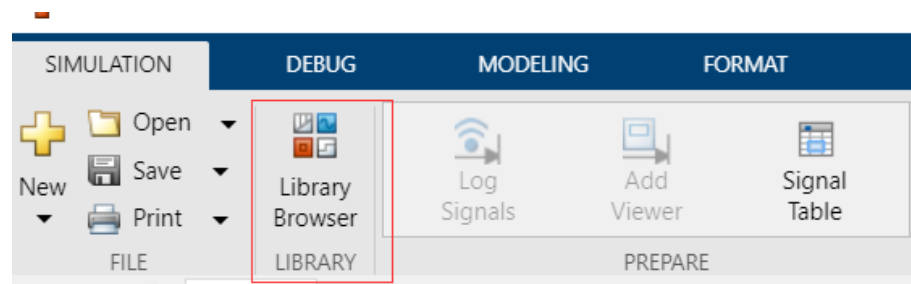 SIMULATION DEBUG MODELING FORMAT
New
Open
Save
Print
FILE
Library
Browser
LIBRARY
Log
Signals
Add
Viewer
Signal
Table
PREPARE